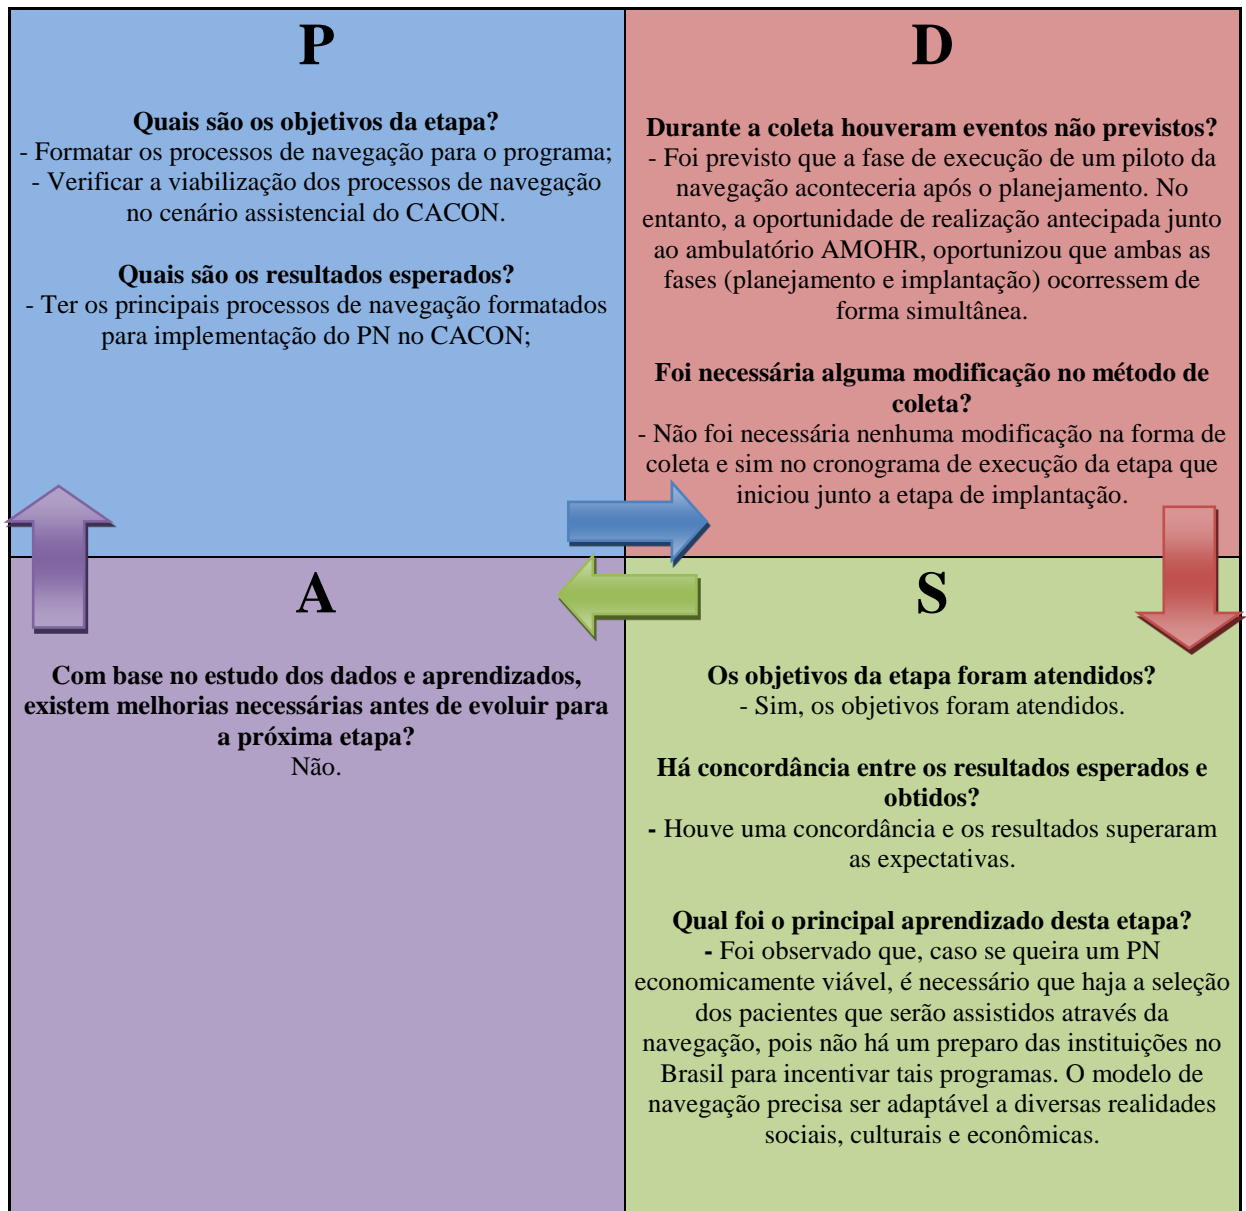 P
Quais são os objetivos da etapa?
- Formatar os processos de navegação para o programa;
- Verificar a viabilização dos processos de navegação
no cenário assistencial do CACON.
Quais são os resultados esperados?
- Ter os principais processos de navegação formatados
para implementação do PN no CACON;
D
Durante a coleta houveram eventos não previstos?
- Foi previsto que a fase de execução de um piloto da
navegação aconteceria após o planejamento. No
entanto, a oportunidade de realização antecipada junto
ao ambulatório AMOHR, oportunizou que ambas as
fases (planejamento e implantação) ocorressem de
forma simultânea.
Foi necessária alguma modificação no método de
coleta?
- Não foi necessária nenhuma modificação na forma de
coleta e sim no cronograma de execução da etapa que
iniciou junto a etapa de implantação.
A
Com base no estudo dos dados e aprendizados,
existem melhorias necessárias antes de evoluir para
a próxima etapa?
Não.
S
Os objetivos da etapa foram atendidos?
- Sim, os objetivos foram atendidos.
Há concordância entre os resultados esperados e
obtidos?
- Houve uma concordância e os resultados superaram
as expectativas.
Qual foi o principal aprendizado desta etapa?
- Foi observado que, caso se queira um PN
economicamente viável, é necessário que haja a seleção
dos pacientes que serão assistidos através da
navegação, pois não há um preparo das instituições no
Brasil para incentivar tais programas. O modelo de
navegação precisa ser adaptável a diversas realidades
sociais, culturais e econômicas.